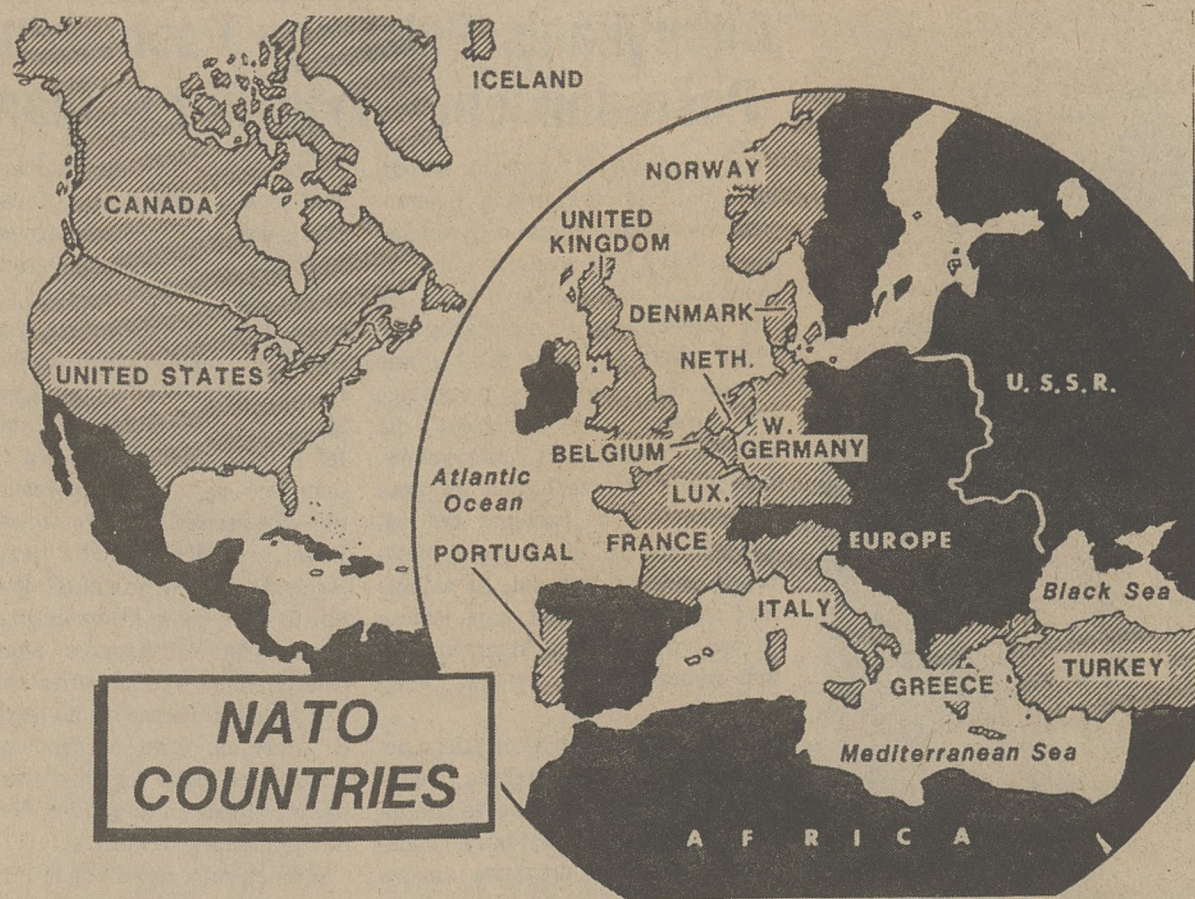 ICELAND
CANADA
UNITED STATES
NORWAY
UNITED
KINGDOM
DENMARK
NETH.
U.S.S.R.
W.
GERMANY
BELGIUM
Atlantic
Ocean
LUX.
FRANCE
EUROPE
PORTUGAL
Black Sea
ITALY
TURKEY
GREECE
Mediterranean Sea
AFRICA
NATO
COUNTRIES